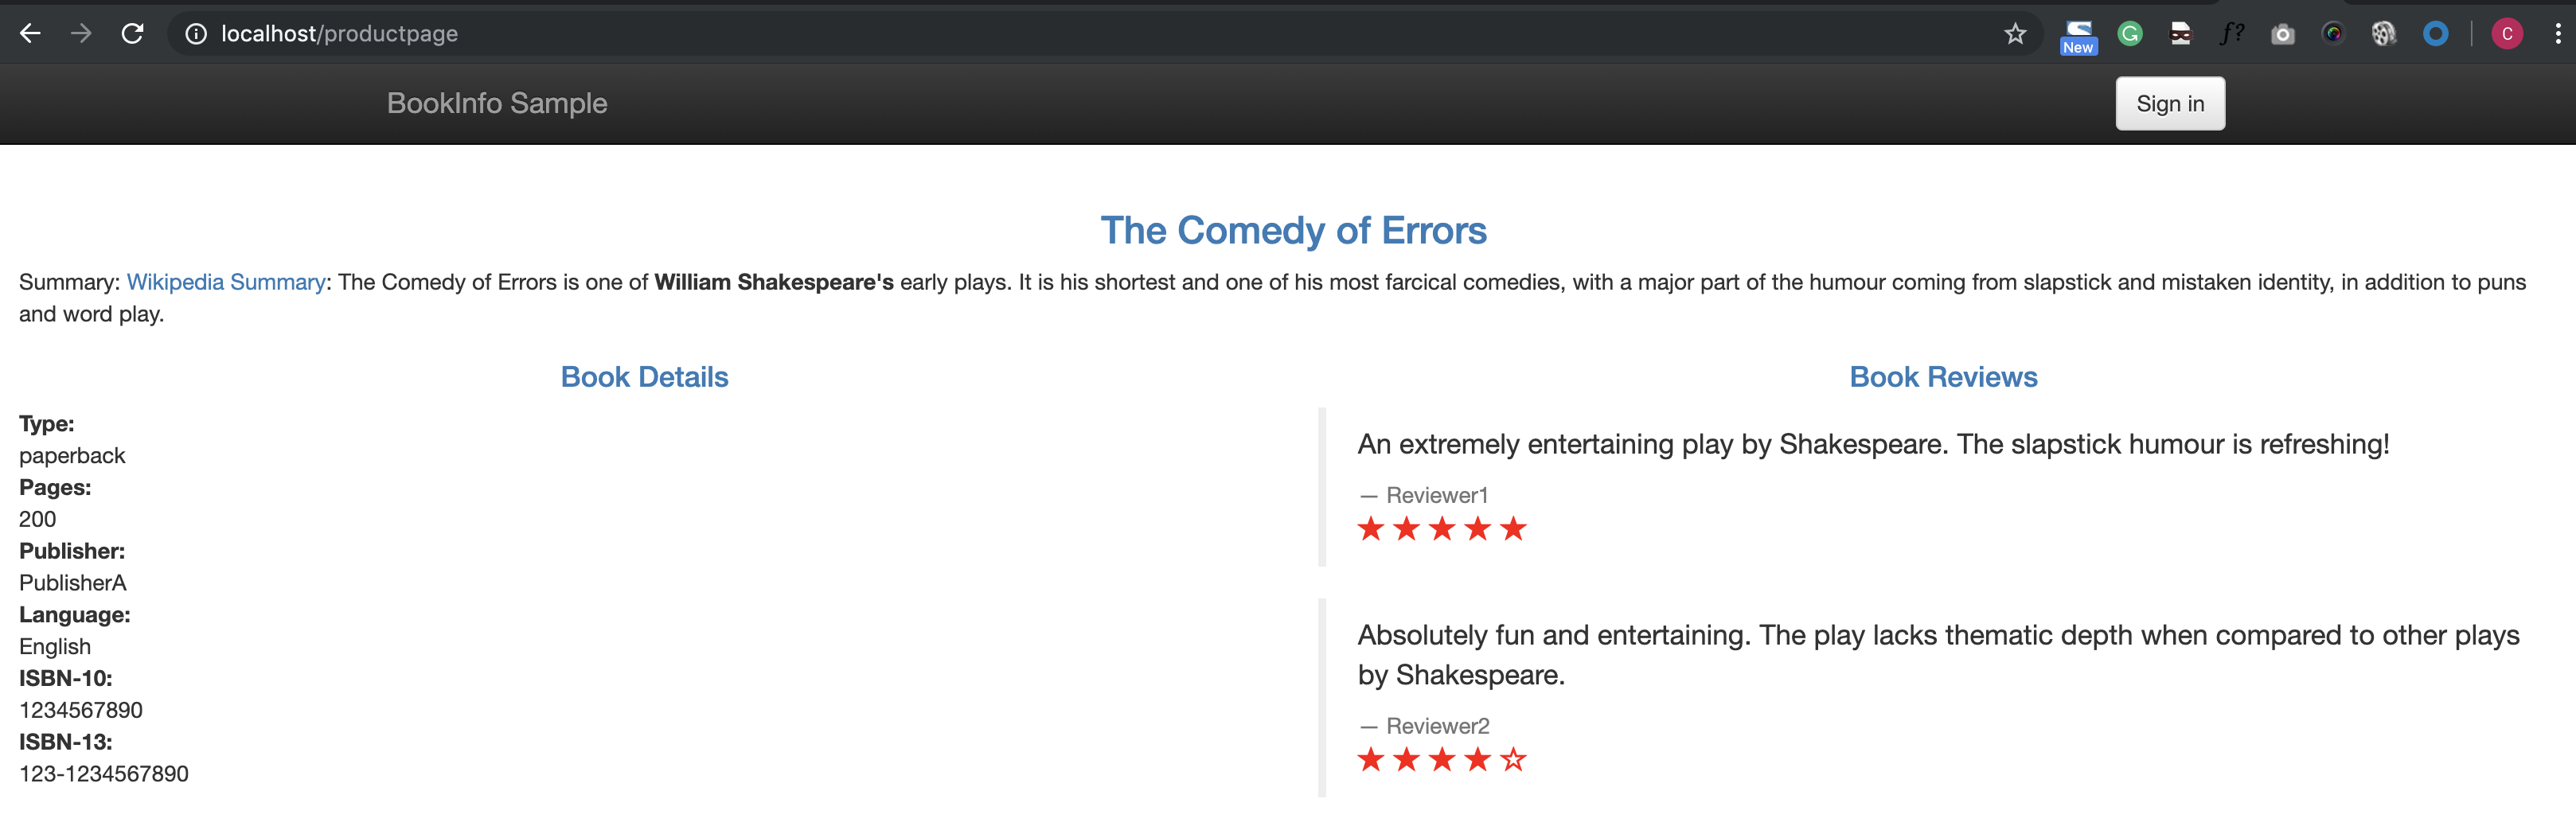 localhost/productpage
New
f?
C
BookInfo Sample
Sign in
The Comedy of Errors
Summary: Wikipedia Summary: The Comedy of Errors is one of William Shakespeare's early plays. It is his shortest and one of his most farcical comedies, with a major part of the humour coming from slapstick and mistaken identity, in addition to puns
and word play.
Book Details
Type:
paperback
Pages:
200
Publisher:
PublisherA
Language:
English
ISBN-10:
1234567890
ISBN-13:
123-1234567890
Book Reviews
An extremely entertaining play by Shakespeare. The slapstick humour is refreshing!
— Reviewer1
Absolutely fun and entertaining. The play lacks thematic depth when compared to other plays
by Shakespeare.
— Reviewer2